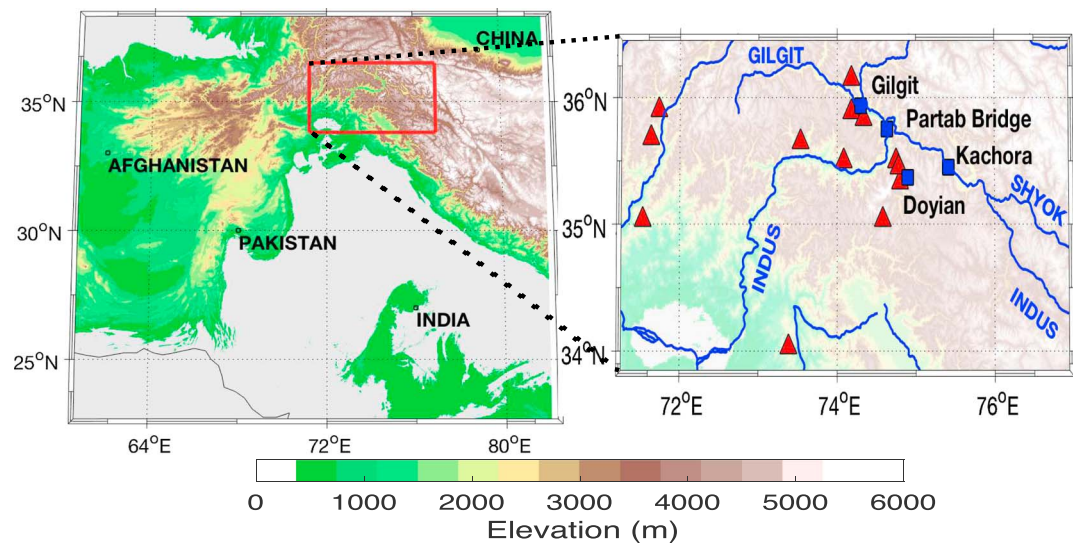 CHINA
35°N
AFGHANISTAN
30°N
PAKISTAN
INDIA
25°N
64°E
72°E
80°E
GILGIT
36°N
Gilgit
Partab Bridge
Kachora
Doyian
SHYOK
35°N
INDUS
INDUS
34°N
72°E
74°E
76°E
0 1000 2000 3000 4000 5000 6000
Elevation (m)